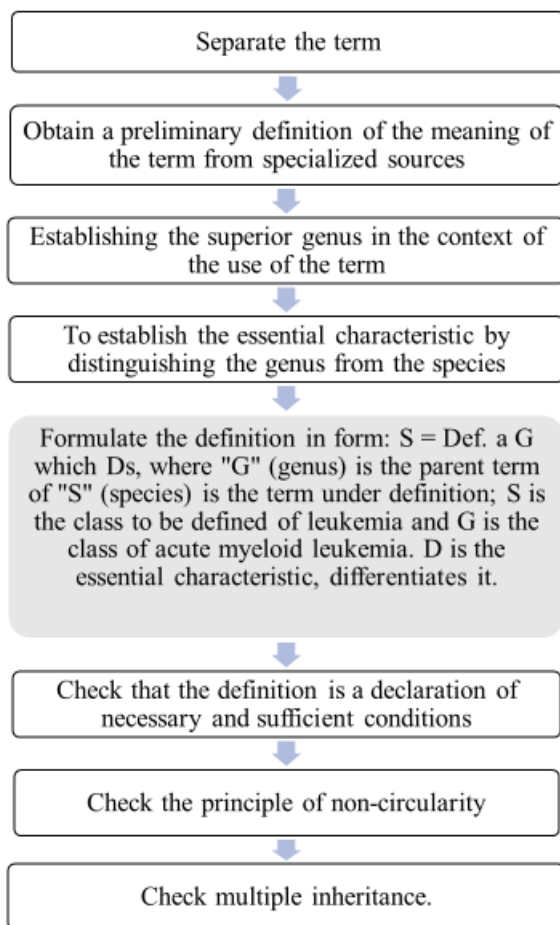 Separate the term
Obtain a preliminary definition of the meaning of
the term from specialized sources
Establishing the superior genus in the context of
the use of the term
To establish the essential characteristic by
distinguishing the genus from the species
Formulate the definition in form: S = Def. a G
which Ds, where "G" (genus) is the parent term
of "S" (species) is the term under definition; S is
the class to be defined of leukemia and G is the
class of acute myeloid leukemia. D is the
essential characteristic, differentiates it.
Check that the definition is a declaration of
necessary and sufficient conditions
Check the principle of non-circularity
Check multiple inheritance.